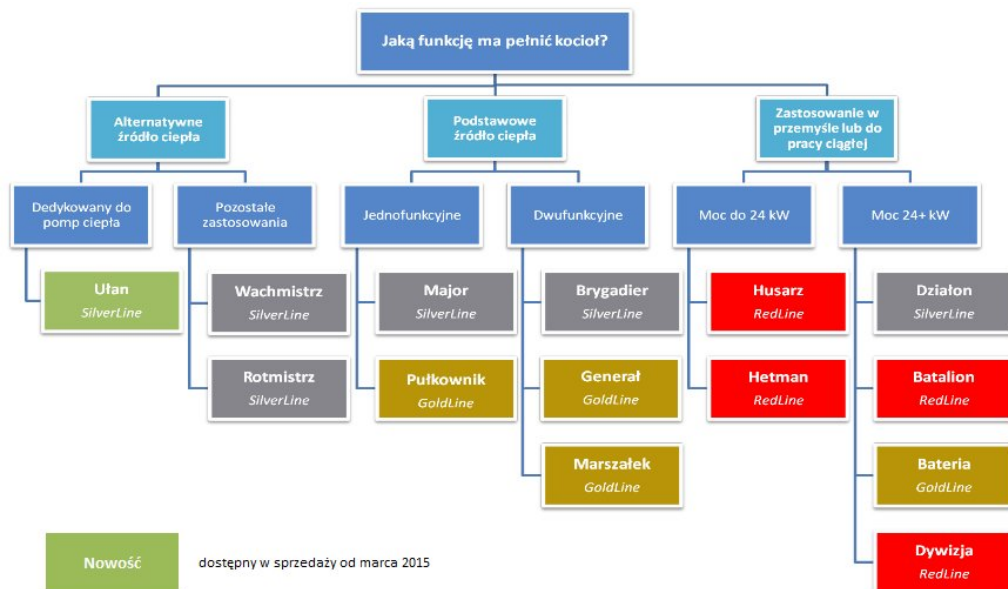 Jaką funkcję ma pełnić kocioł?
Alternatywne
źródło ciepła
Podstawowe
źródło ciepła
Zastosowanie w
przemyśle lub do
pracy ciągłej
Dedykowany do
pomp ciepła
Pozostałe
zastosowania
Jednofunkcyjne
Dwufunkcyjne
Moc do 24 kW
Moc 24+ kW
Ułan
SilverLine
Wachmistrz
SilverLine
Rotmistrz
SilverLine
Major
SilverLine
Pułkownik
GoldLine
Brygadier
SilverLine
Generał
GoldLine
Marszałek
GoldLine
Husarz
RedLine
Hetman
RedLine
Działon
SilverLine
Batalion
RedLine
Bateria
GoldLine
Dywizja
RedLine
Nowość
dostępny w sprzedaży od marca 2015